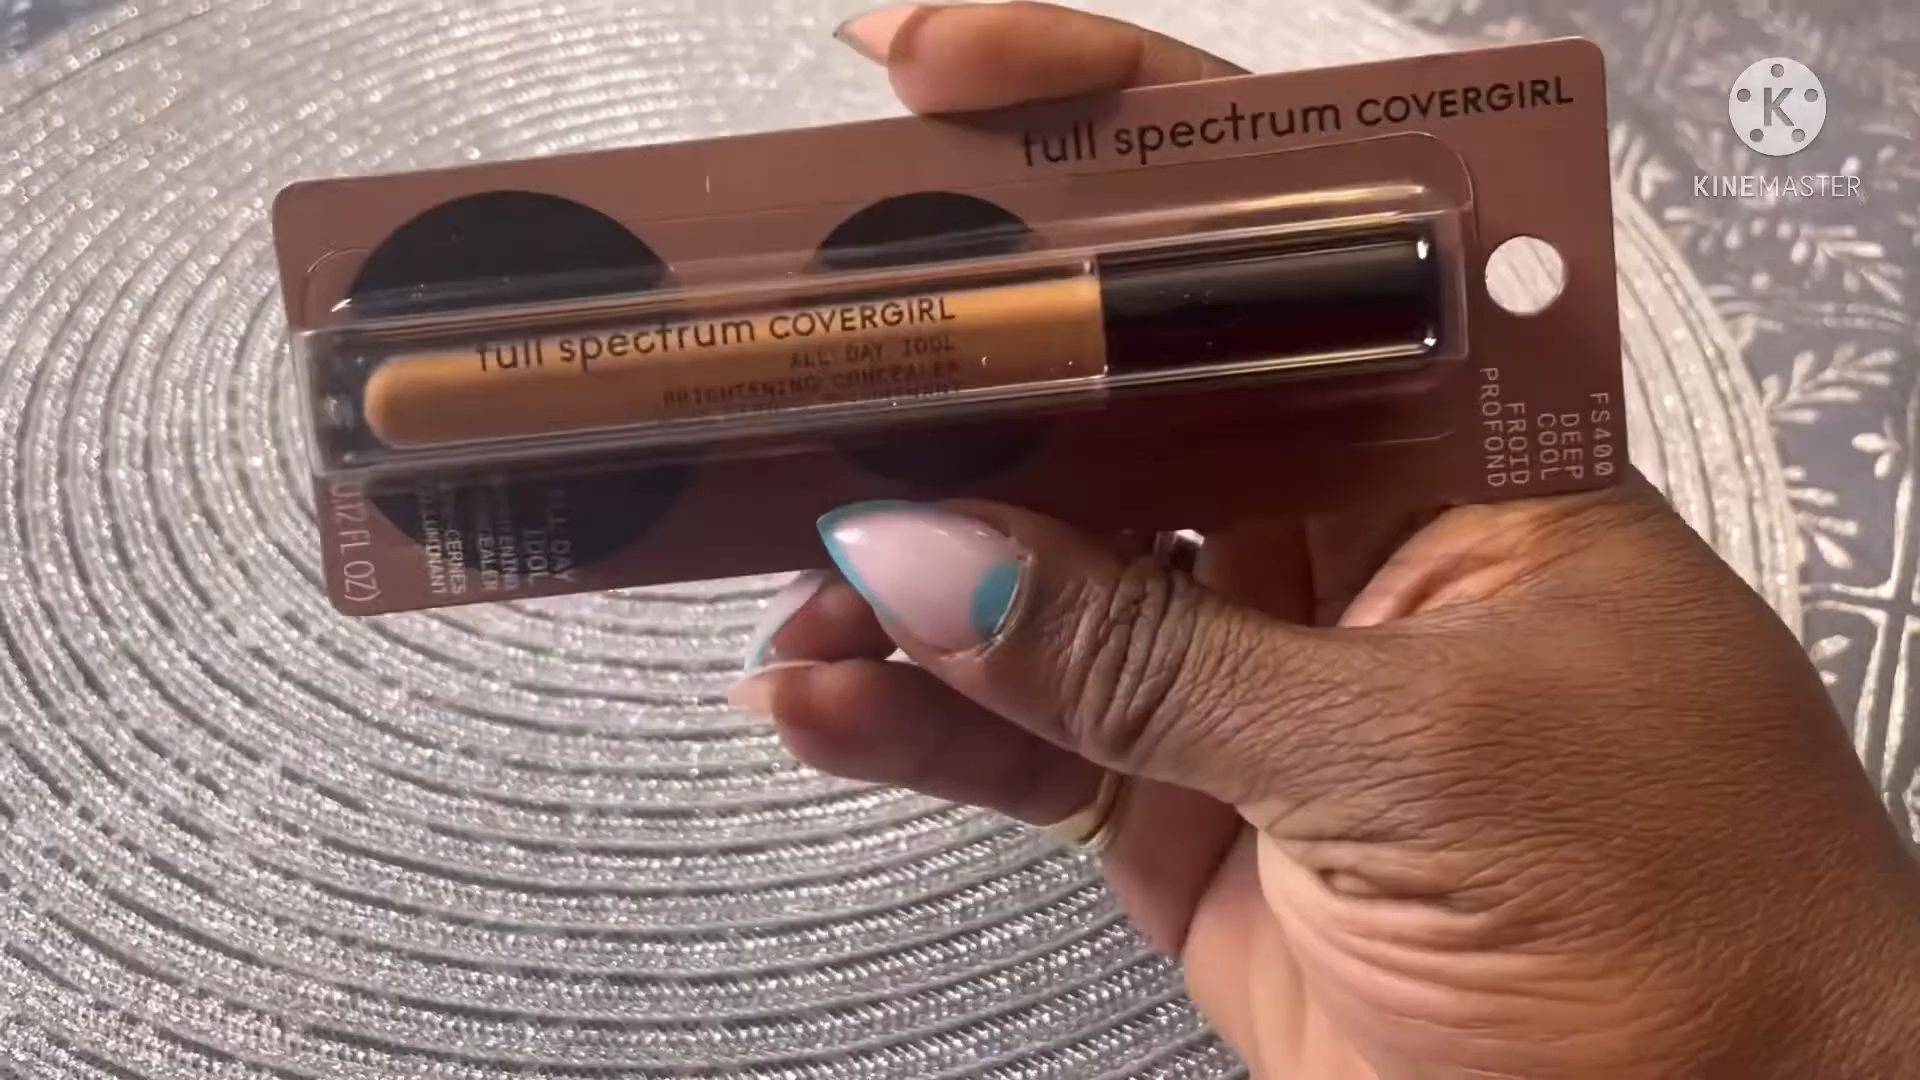 full spectrum COVERGIRL
KINEMASTER
full spectrum COVERGIRL
ALL DAY IDOL
BRIGHTENING CONCEALER
FS400
DEEP
COOL
FROID
PROFOND
ALL DAY
IDOL
CERNES
0.12 FL OZ)